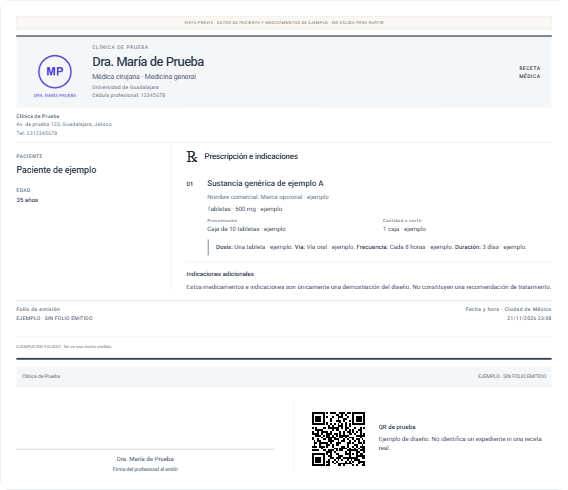 VISTA PREVIA · DATOS DE PACIENTE Y MEDICAMENTOS DE EJEMPLO · NO VÁLIDA PARA SURTIR
CLÍNICA DE PRUEBA
MP
DRA. MARÍA PRUEBA
Dra. María de Prueba
Médica cirujana · Medicina general
Universidad de Guadalajara
Cédula profesional: 12345678
RECETA
MÉDICA
Clínica de Prueba
Av. de prueba 123, Guadalajara, Jalisco
Tel. 3312345678
PACIENTE
Paciente de ejemplo
EDAD
35 años
℞ Prescripción e indicaciones
01 Sustancia genérica de ejemplo A
Nombre comercial: Marca opcional · ejemplo
Tabletas · 500 mg · ejemplo
Presentación
Caja de 10 tabletas · ejemplo
Cantidad a surtir
1 caja · ejemplo
Dosis: Una tableta · ejemplo. Vía: Vía oral · ejemplo. Frecuencia: Cada 8 horas · ejemplo. Duración: 3 días · ejemplo.
Indicaciones adicionales
Estos medicamentos e indicaciones son únicamente una demostración del diseño. No constituyen una recomendación de tratamiento.
Folio de emisión
EJEMPLO · SIN FOLIO EMITIDO
Fecha y hora · Ciudad de México
21/11/2026 23:38
EJEMPLO SIN VALIDEZ · No es una receta emitida.
Clínica de Prueba
EJEMPLO · SIN FOLIO EMITIDO
Dra. María de Prueba
Firma del profesional al emitir
QR de prueba
Ejemplo de diseño. No identifica un expediente ni una receta
real.